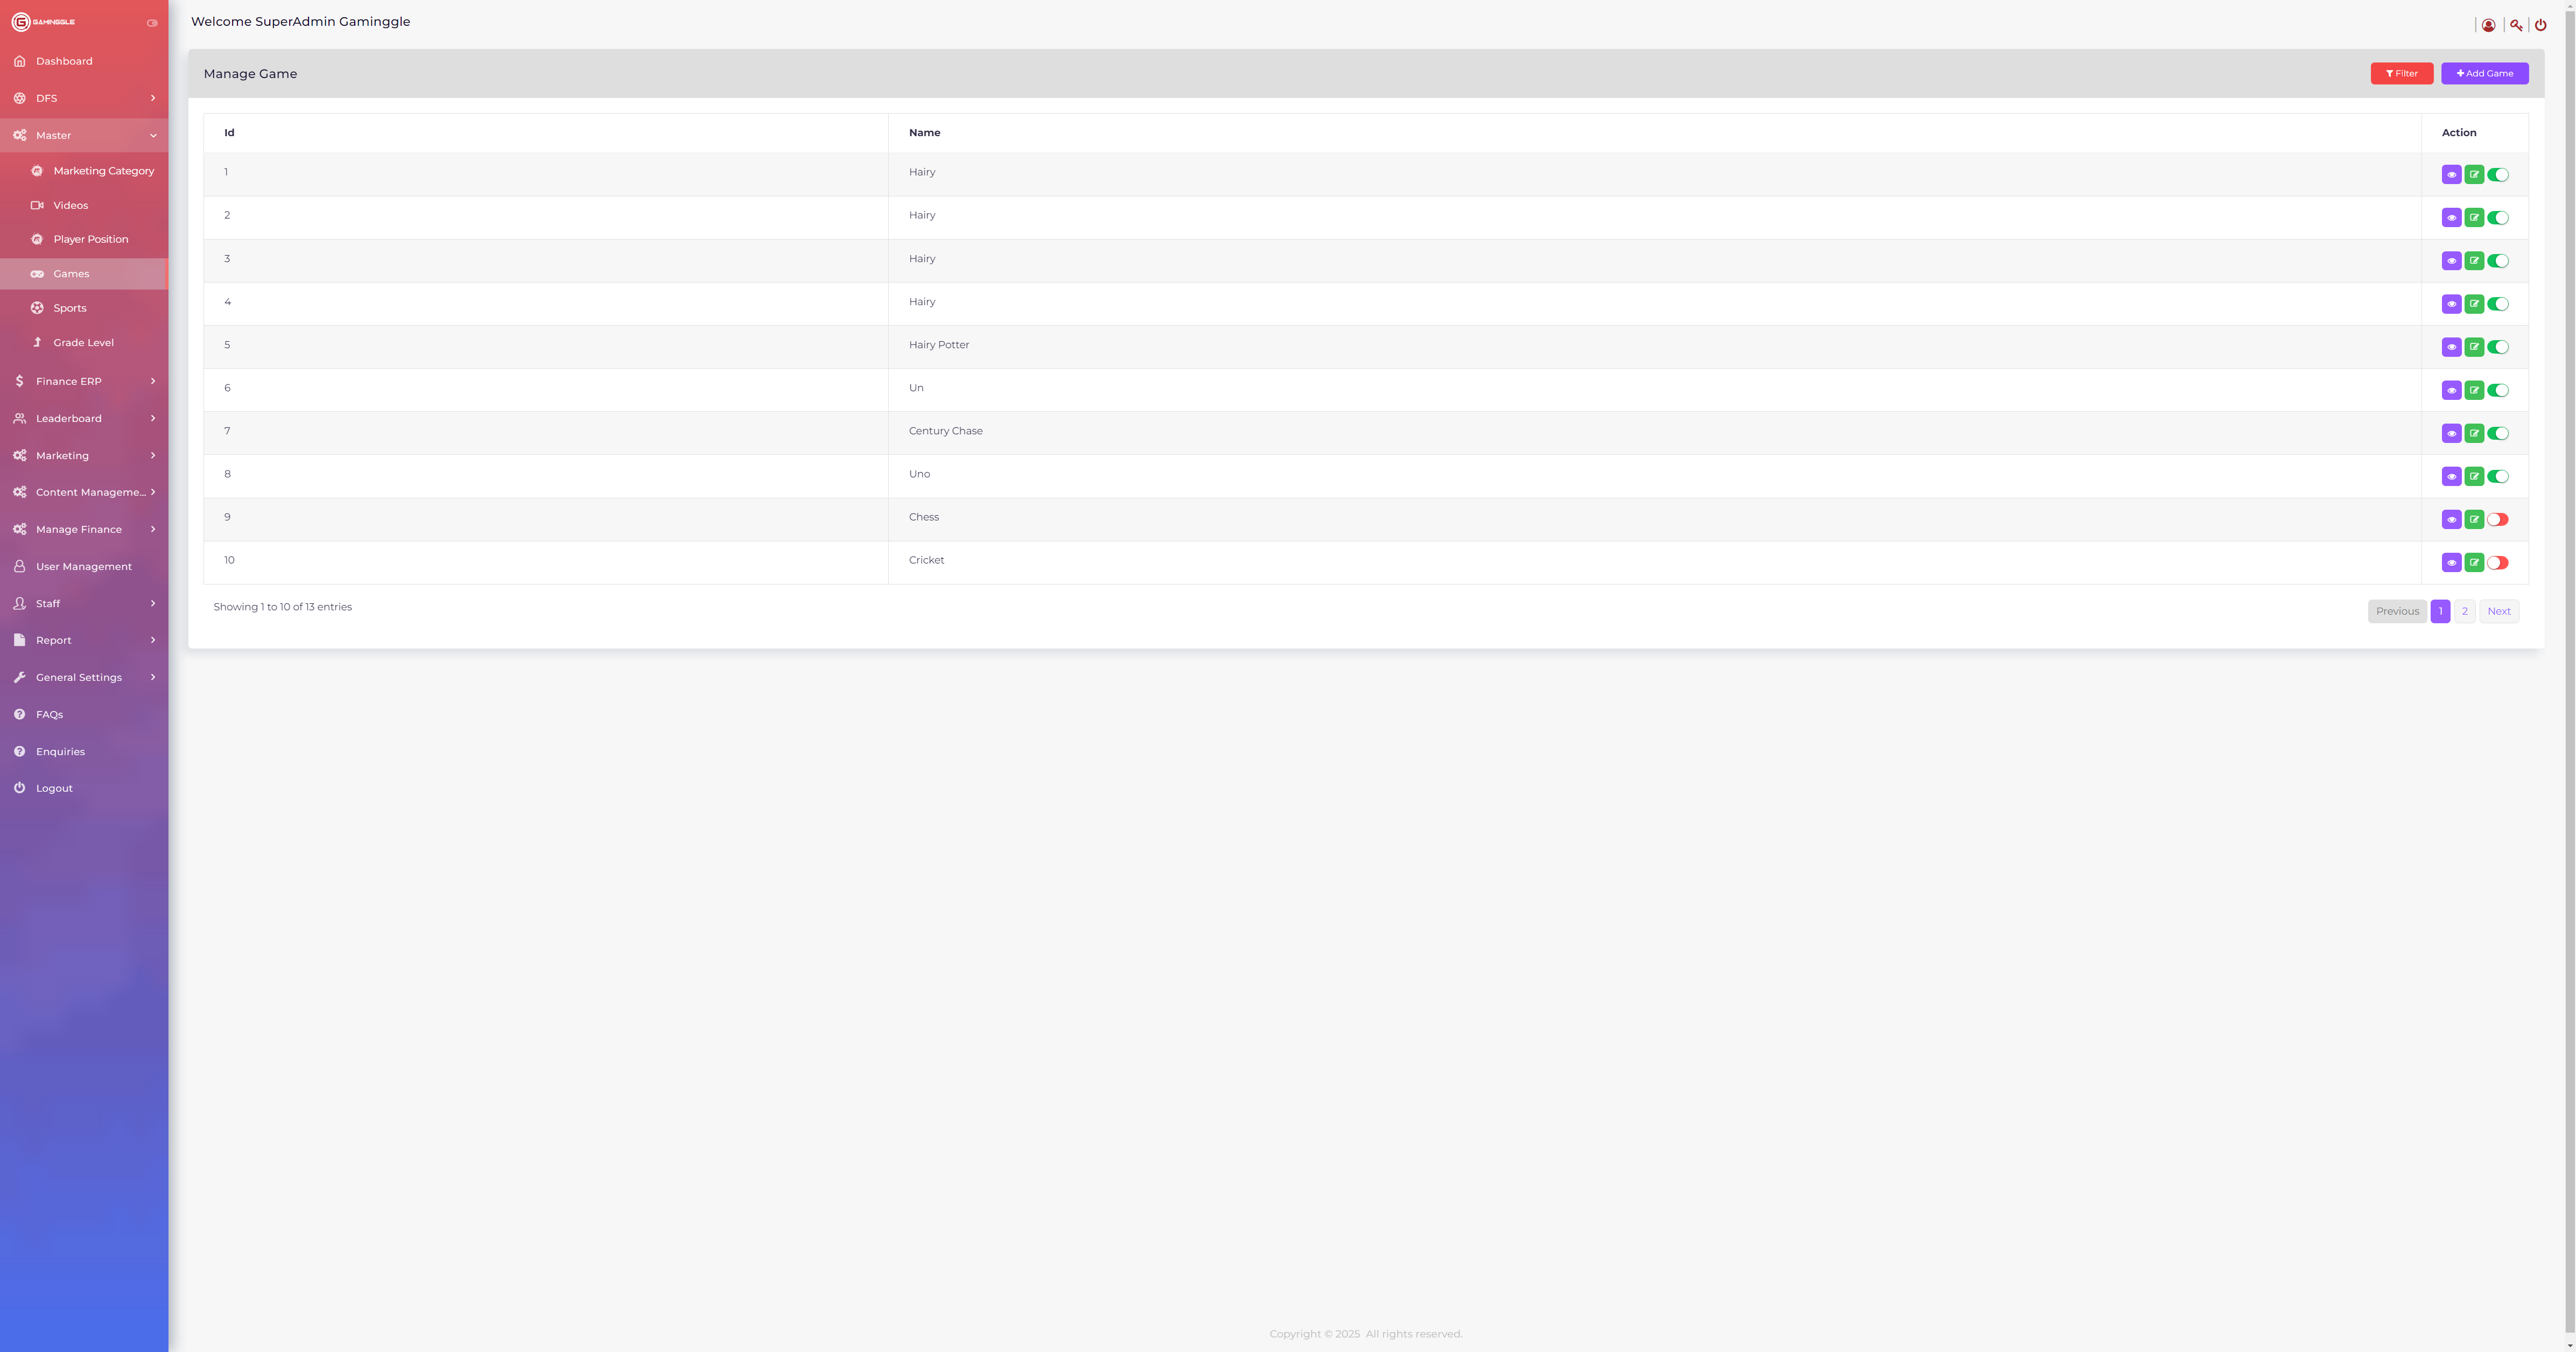 GAMINGGLE
Welcome SuperAdmin Gaminggle
Dashboard
DFS
Master
Marketing Category
Videos
Player Position
Games
Sports
Grade Level
Finance ERP
Leaderboard
Marketing
Content Manageme...
Manage Finance
User Management
Staff
Report
General Settings
FAQs
Enquiries
Logout
Manage Game
Filter
Add Game
Id Name Action
1 Hairy
2 Hairy
3 Hairy
4 Hairy
5 Hairy Potter
6 Un
7 Century Chase
8 Uno
9 Chess
10 Cricket
Showing 1 to 10 of 13 entries
Previous 1 2 Next
Copyright © 2025 All rights reserved.